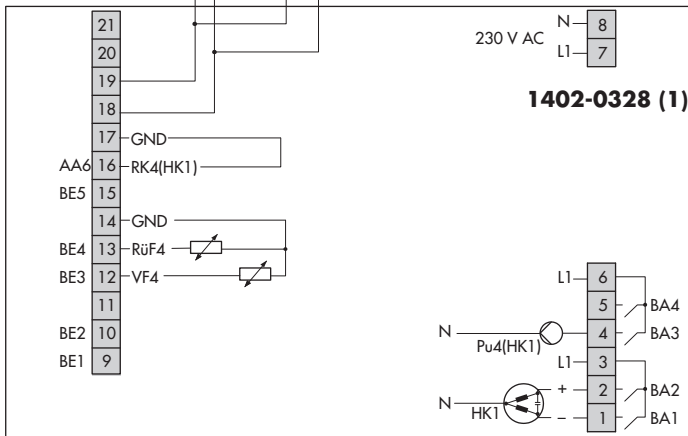 21
20
19
18
17 GND
AA6 16 RK4(HK1)
BE5 15
14 GND
BE4 13 RüF4
BE3 12 VF4
11
BE2 10
BE1 9
230 V AC
N 8
L1 7
1402-0328 (1)
L1 6
5 BA4
N Pu4(HK1) 4 BA3
L1 3
N HK1 + 2 BA2
– 1 BA1